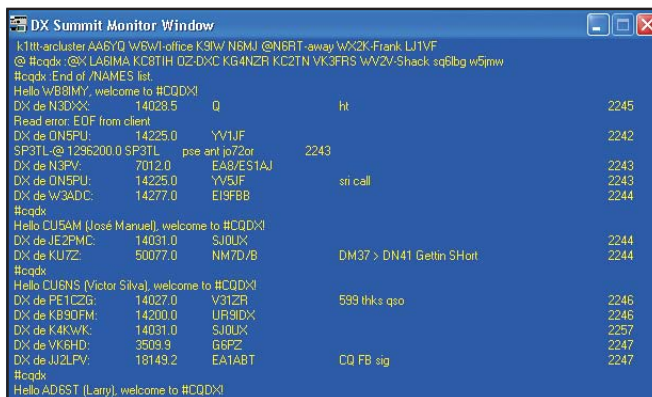 DX Summit Monitor Window
k1ttt-arcluster AA6YQ W6WI-office K9IW N6MJ @N6RT-away WX2K-Frank LJ1VF
@ #cqdx :@X LA6IMA KC8TIH OZ-DXC KG4NZR KC2TN VK3FRS WV2V-Shack sq6lbg w5jmw
#cqdx :End of /NAMES list.
Hello WB8IMY, welcome to #CQDX!
DX de N3DXX: 14028.5 Q ht 2245
Read error: EOF from client
DX de ON5PU: 14225.0 YV1JF 2242
SP3TL-@ 1296200.0 SP3TL pse ant jo72or 2243
DX de N3PV: 7012.0 EA8/ES1AJ 2243
DX de ON5PU: 14225.0 YV5JF sri call 2243
DX de W3ADC: 14277.0 EI9FBB 2244
#cqdx
Hello CU5AM (José Manuel), welcome to #CQDX!
DX de JE2PMC: 14031.0 SJ0UX 2244
DX de KU7Z: 50077.0 NM7D/B DM37 > DN41 Gettin SHort 2244
#cqdx
Hello CU6NS (Victor Silva), welcome to #CQDX!
DX de PE1CZG: 14027.0 V31ZR 599 thks qso 2246
DX de KB9OFM: 14200.0 UR9IDX 2246
DX de K4KWK: 14031.0 SJ0UX 2257
DX de VK6HD: 3509.9 G6PZ 2247
DX de JJ2LPV: 18149.2 EA1ABT CQ FB sig 2247
#cqdx
Hello AD6ST (Larry), welcome to #CQDX!